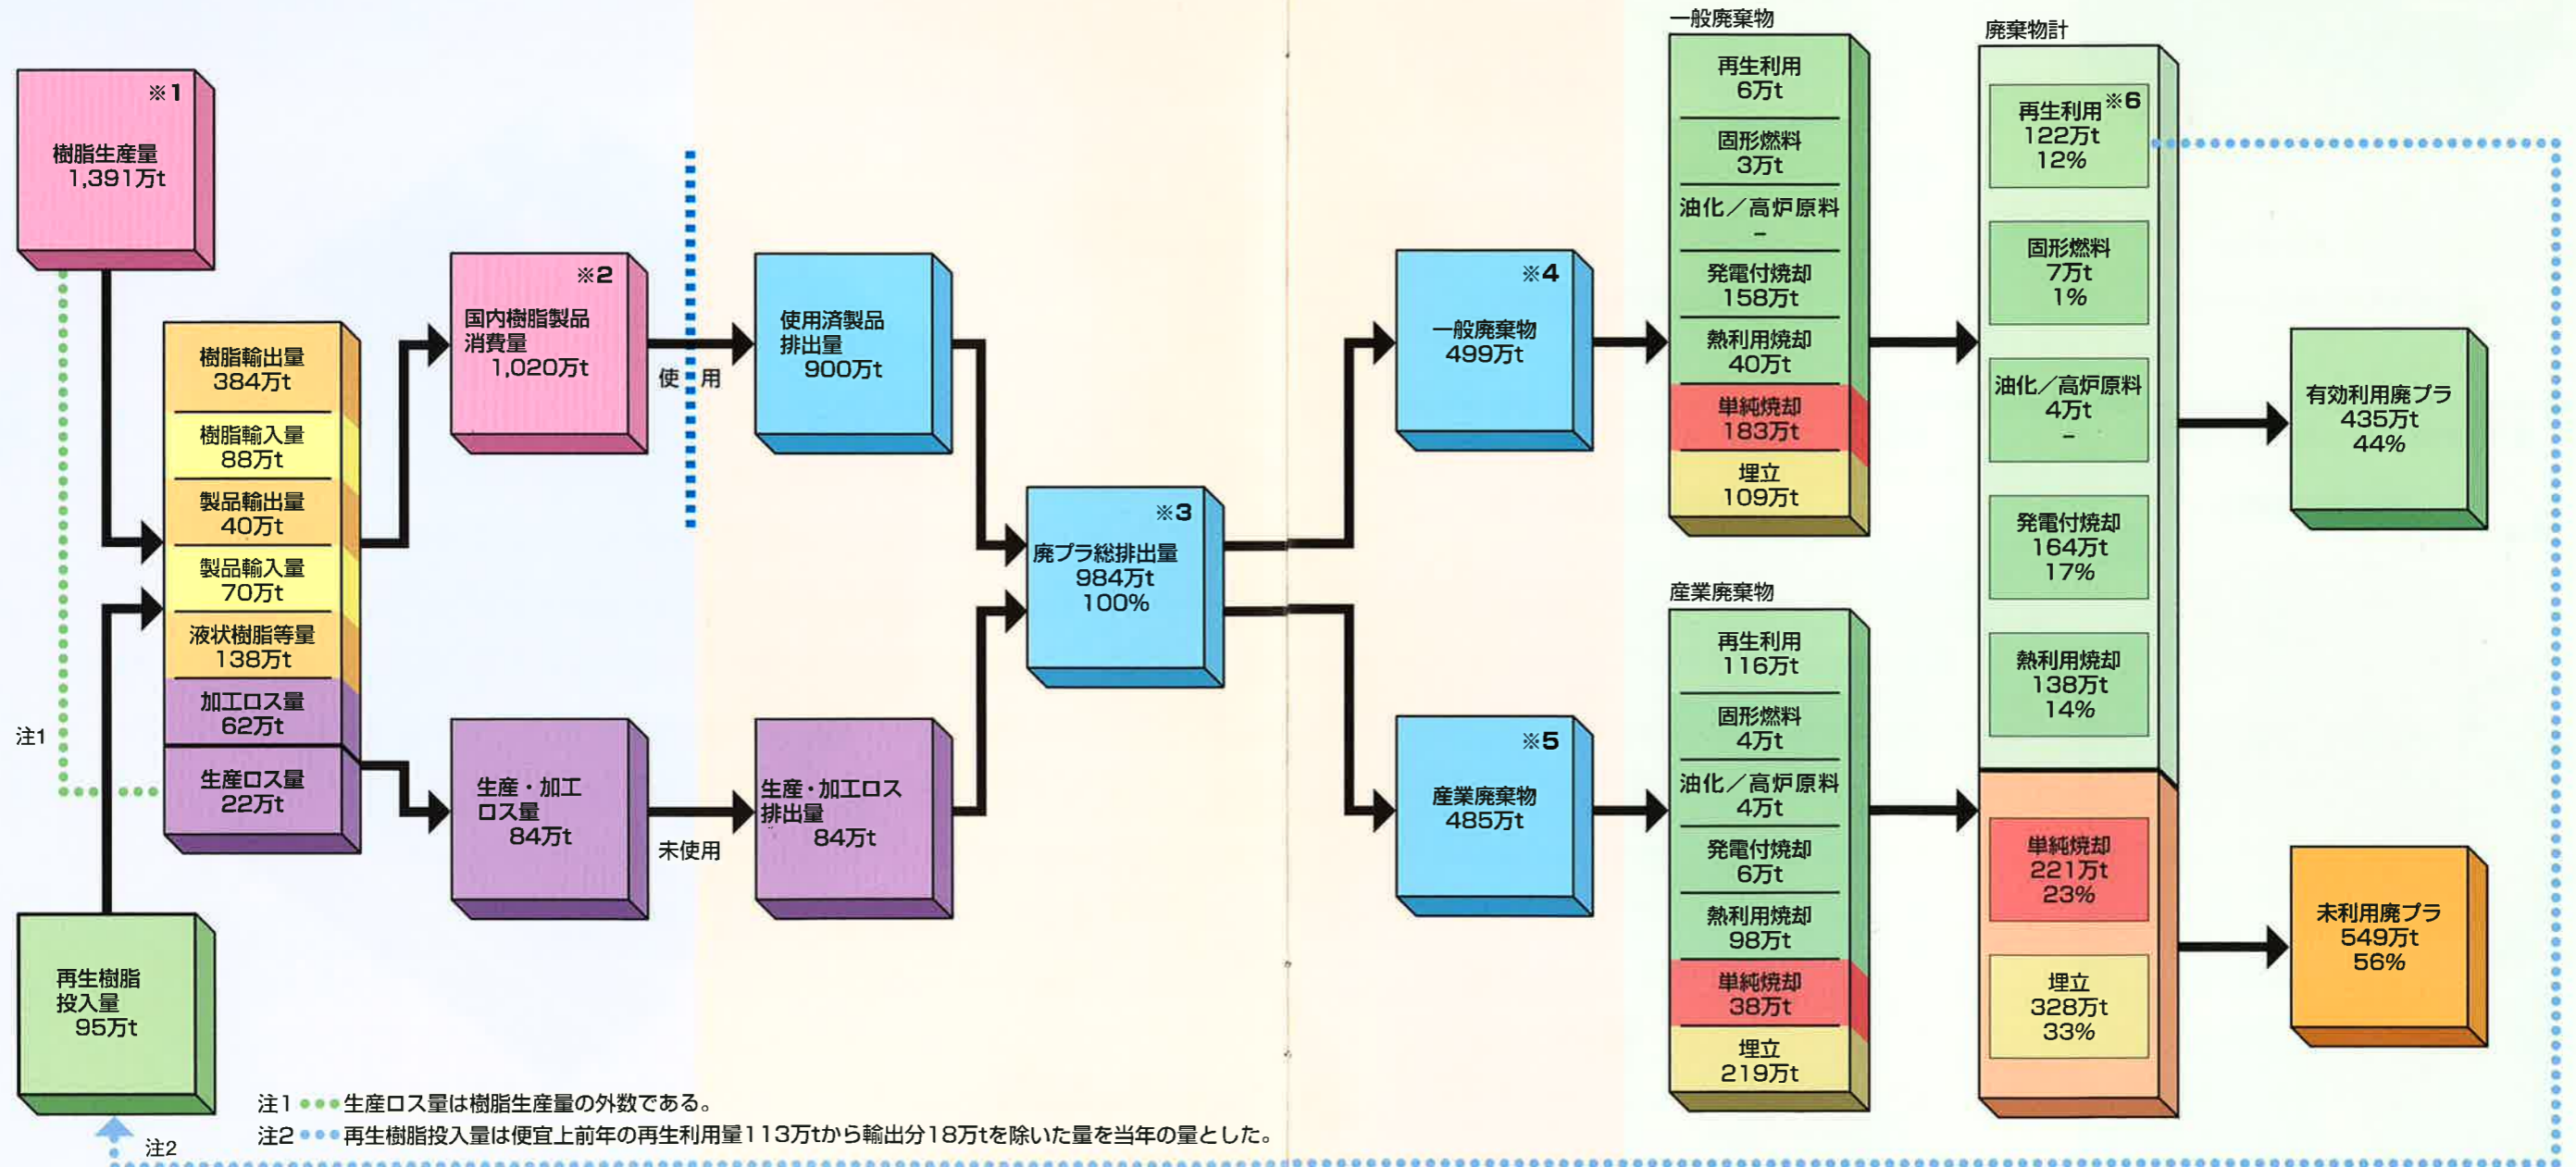 ※1
樹脂生産量
1,391万t
樹脂輸出量
384万t
樹脂輸入量
88万t
製品輸出量
40万t
製品輸入量
70万t
液状樹脂等量
138万t
加工ロス量
62万t
生産ロス量
22万t
注1
再生樹脂
投入量
95万t
注2
※2
国内樹脂製品
消費量
1,020万t
使用
生産・加工
ロス量
84万t
未使用
使用済製品
排出量
900万t
生産・加工ロス
排出量
84万t
※3
廃プラ総排出量
984万t
100%
※4
一般廃棄物
499万t
※5
産業廃棄物
485万t
一般廃棄物
再生利用
6万t
固形燃料
3万t
油化／高炉原料
−
発電付焼却
158万t
熱利用焼却
40万t
単純焼却
183万t
埋立
109万t
産業廃棄物
再生利用
116万t
固形燃料
4万t
油化／高炉原料
4万t
発電付焼却
6万t
熱利用焼却
98万t
単純焼却
38万t
埋立
219万t
廃棄物計
再生利用※6
122万t
12%
固形燃料
7万t
1%
油化／高炉原料
4万t
−
発電付焼却
164万t
17%
熱利用焼却
138万t
14%
単純焼却
221万t
23%
埋立
328万t
33%
有効利用廃プラ
435万t
44%
未利用廃プラ
549万t
56%
注1 ●●● 生産ロス量は樹脂生産量の外数である。
注2 ●●● 再生樹脂投入量は便宜上前年の再生利用量113万tから輸出分18万tを除いた量を当年の量とした。